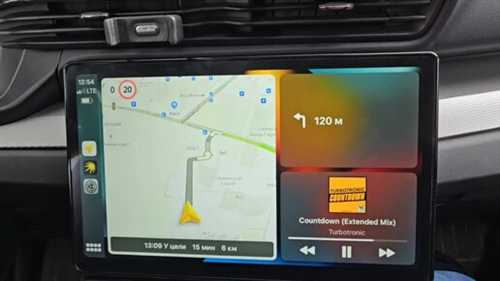 12:54
LTE
0
20
120 м
13:09 У цели 15 мин 6 км
TURBOTRONIC
COUNTDOWN
Countdown (Extended Mix)
Turbotronic